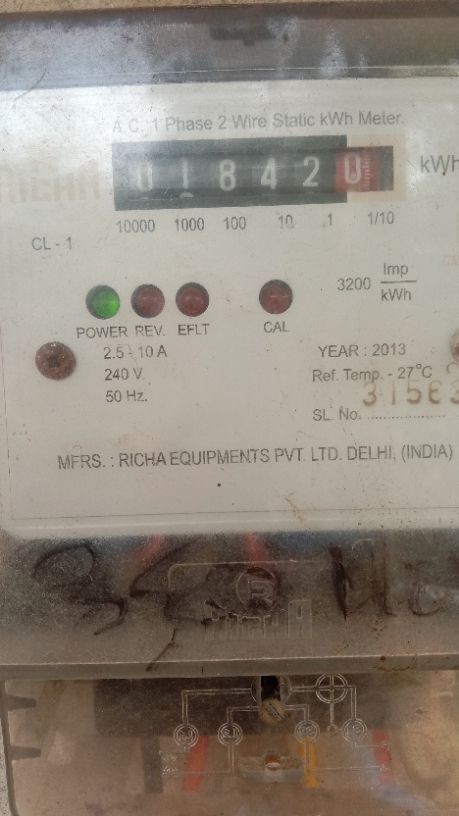 A.C. 1 Phase 2 Wire Static kWh Meter.
0 1 8 4 2 0 kWh
10000 1000 100 10 1 1/10
CL - 1
3200 Imp/kWh
POWER REV. EFLT CAL
2.5 - 10 A
240 V.
50 Hz.
YEAR : 2013
Ref. Temp. - 27°C
SL. No.
MFRS. : RICHA EQUIPMENTS PVT. LTD. DELHI, (INDIA)
R
RICHA